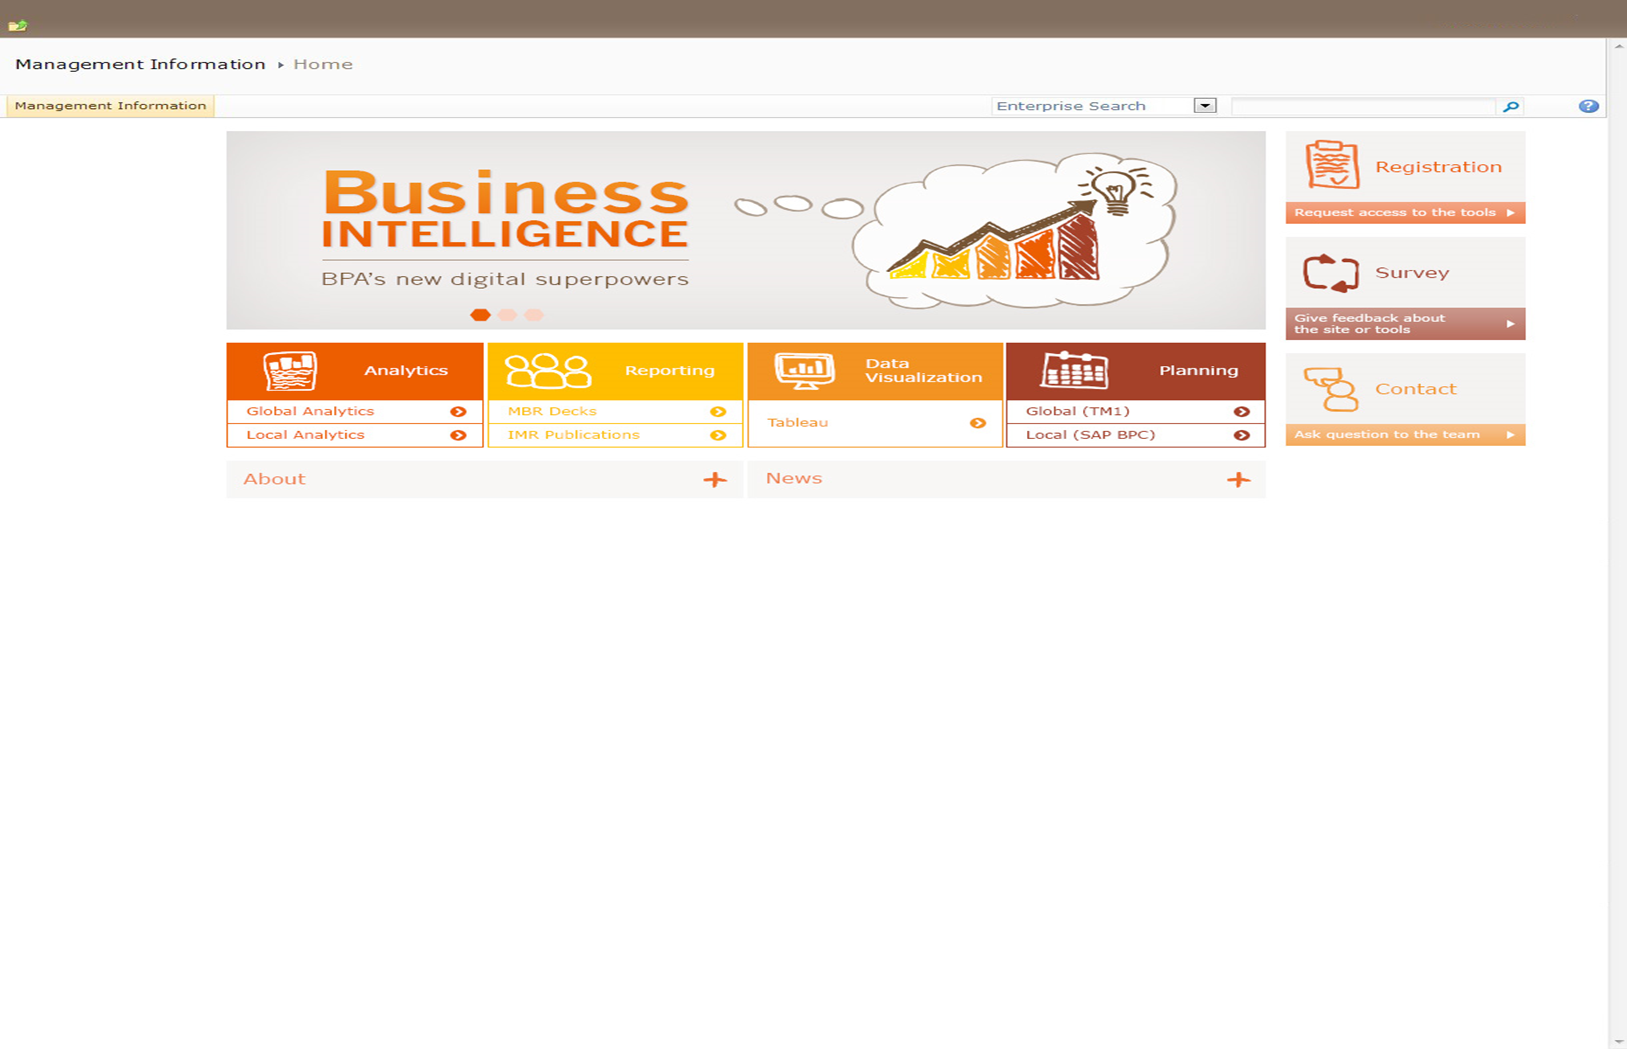 Management Information ▸ Home
Management Information
Enterprise Search
Business
INTELLIGENCE
BPA's new digital superpowers
Registration
Request access to the tools
Survey
Give feedback about
the site or tools
Contact
Ask question to the team
Analytics
Global Analytics
Local Analytics
Reporting
MBR Decks
IMR Publications
Data
Visualization
Tableau
Planning
Global (TM1)
Local (SAP BPC)
About
News